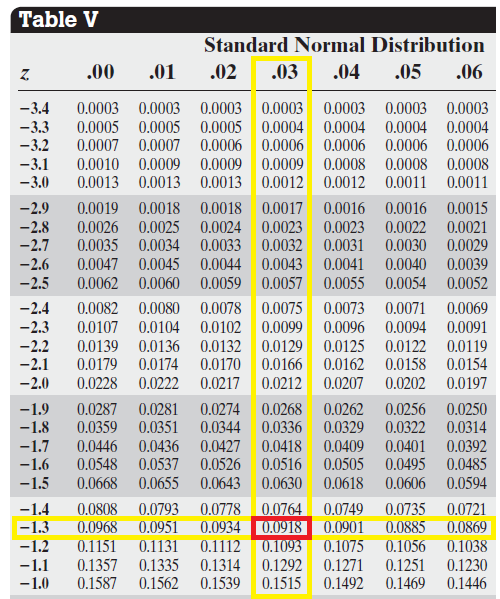 Table V
Standard Normal Distribution
z .00 .01 .02 .03 .04 .05 .06
−3.4 0.0003 0.0003 0.0003 0.0003 0.0003 0.0003 0.0003
−3.3 0.0005 0.0005 0.0005 0.0004 0.0004 0.0004 0.0004
−3.2 0.0007 0.0007 0.0006 0.0006 0.0006 0.0006 0.0006
−3.1 0.0010 0.0009 0.0009 0.0009 0.0008 0.0008 0.0008
−3.0 0.0013 0.0013 0.0013 0.0012 0.0012 0.0011 0.0011
−2.9 0.0019 0.0018 0.0018 0.0017 0.0016 0.0016 0.0015
−2.8 0.0026 0.0025 0.0024 0.0023 0.0023 0.0022 0.0021
−2.7 0.0035 0.0034 0.0033 0.0032 0.0031 0.0030 0.0029
−2.6 0.0047 0.0045 0.0044 0.0043 0.0041 0.0040 0.0039
−2.5 0.0062 0.0060 0.0059 0.0057 0.0055 0.0054 0.0052
−2.4 0.0082 0.0080 0.0078 0.0075 0.0073 0.0071 0.0069
−2.3 0.0107 0.0104 0.0102 0.0099 0.0096 0.0094 0.0091
−2.2 0.0139 0.0136 0.0132 0.0129 0.0125 0.0122 0.0119
−2.1 0.0179 0.0174 0.0170 0.0166 0.0162 0.0158 0.0154
−2.0 0.0228 0.0222 0.0217 0.0212 0.0207 0.0202 0.0197
−1.9 0.0287 0.0281 0.0274 0.0268 0.0262 0.0256 0.0250
−1.8 0.0359 0.0351 0.0344 0.0336 0.0329 0.0322 0.0314
−1.7 0.0446 0.0436 0.0427 0.0418 0.0409 0.0401 0.0392
−1.6 0.0548 0.0537 0.0526 0.0516 0.0505 0.0495 0.0485
−1.5 0.0668 0.0655 0.0643 0.0630 0.0618 0.0606 0.0594
−1.4 0.0808 0.0793 0.0778 0.0764 0.0749 0.0735 0.0721
−1.3 0.0968 0.0951 0.0934 0.0918 0.0901 0.0885 0.0869
−1.2 0.1151 0.1131 0.1112 0.1093 0.1075 0.1056 0.1038
−1.1 0.1357 0.1335 0.1314 0.1292 0.1271 0.1251 0.1230
−1.0 0.1587 0.1562 0.1539 0.1515 0.1492 0.1469 0.1446